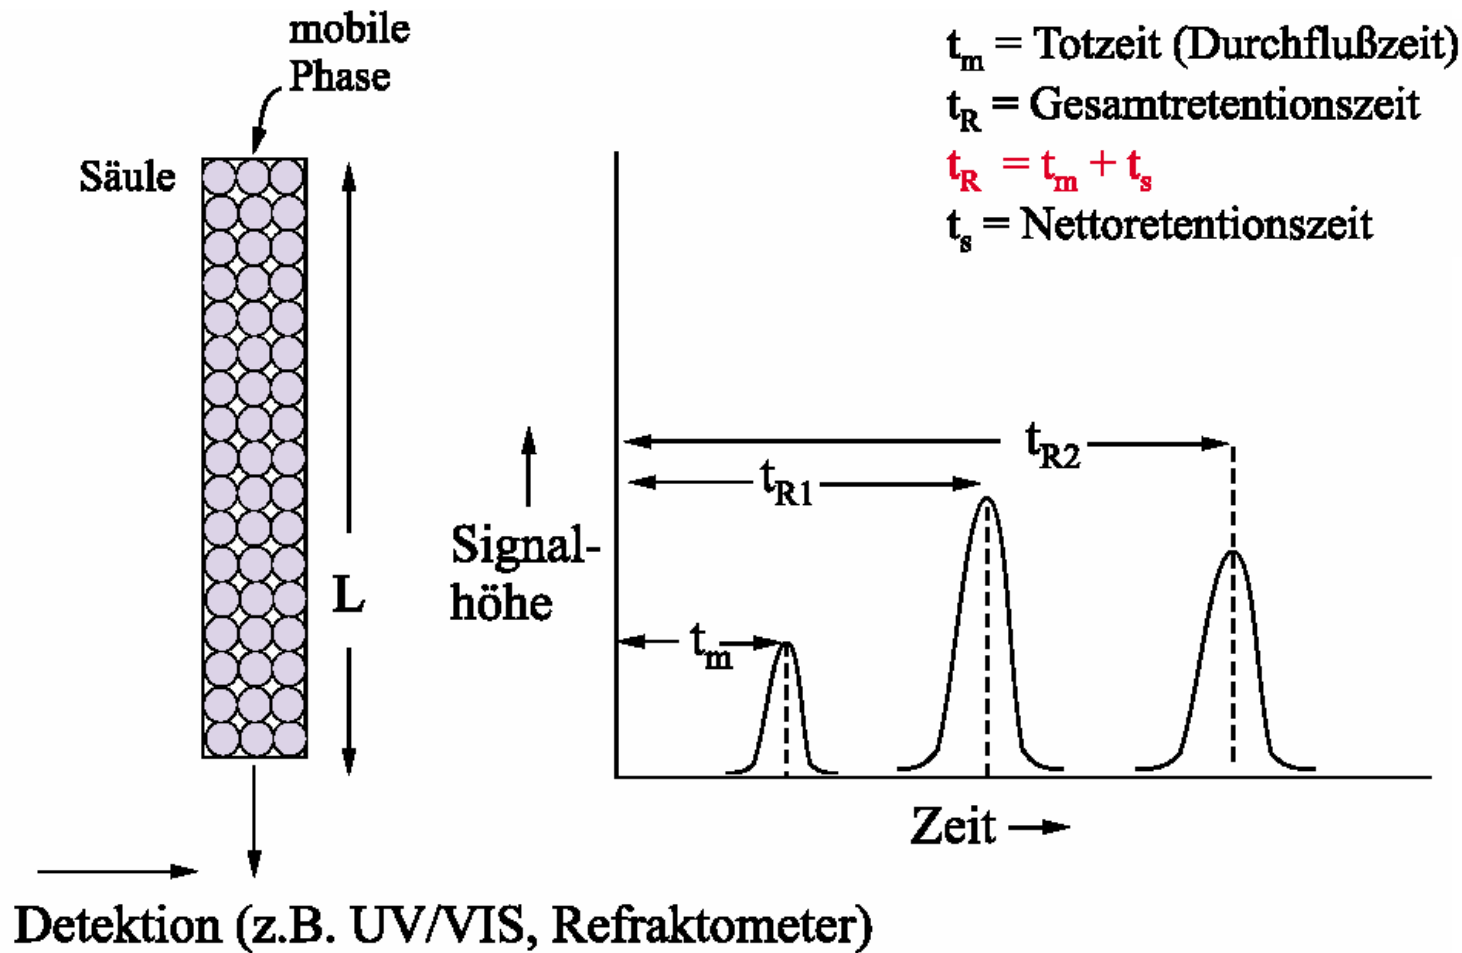 mobile
Phase
Säule
L
Detektion (z.B. UV/VIS, Refraktometer)
tm = Totzeit (Durchflußzeit)
tR = Gesamtretentionszeit
tR = tm + ts
ts = Nettoretentionszeit
Signal-
höhe
tR2
tR1
tm
Zeit